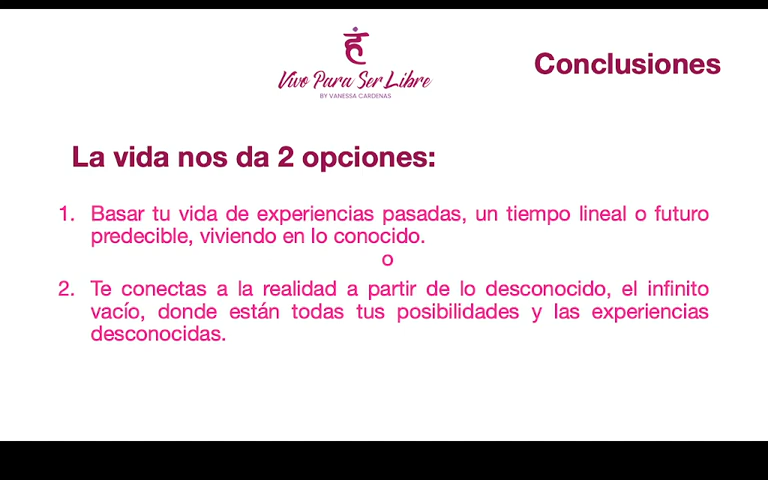 हं
Vivo Para Ser Libre
BY VANESSA CARDENAS
Conclusiones
La vida nos da 2 opciones:
1. Basar tu vida de experiencias pasadas, un tiempo lineal o futuro
predecible, viviendo en lo conocido.
o
2. Te conectas a la realidad a partir de lo desconocido, el infinito
vacío, donde están todas tus posibilidades y las experiencias
desconocidas.